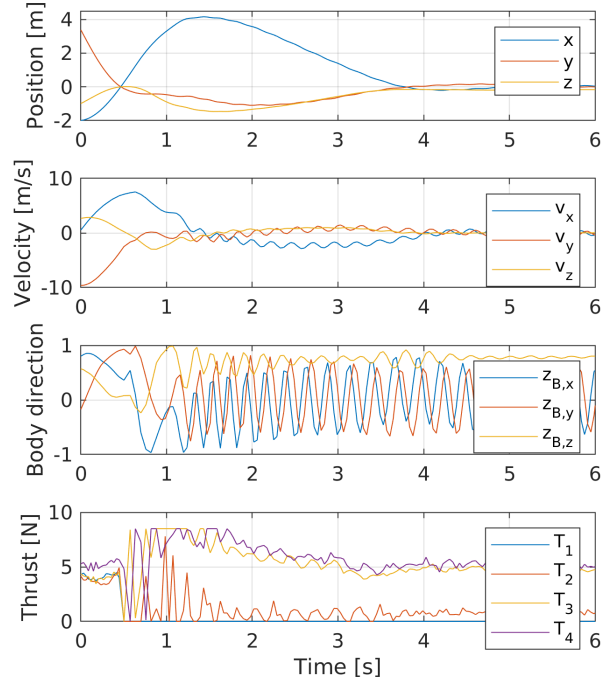 4
2
0
-2
Position [m]
x
y
z
0 1 2 3 4 5 6
10
0
-10
Velocity [m/s]
v_x
v_y
v_z
0 1 2 3 4 5 6
1
0
-1
Body direction
z_B,x
z_B,y
z_B,z
0 1 2 3 4 5 6
10
5
0
Thrust [N]
T_1
T_2
T_3
T_4
0 1 2 3 4 5 6
Time [s]